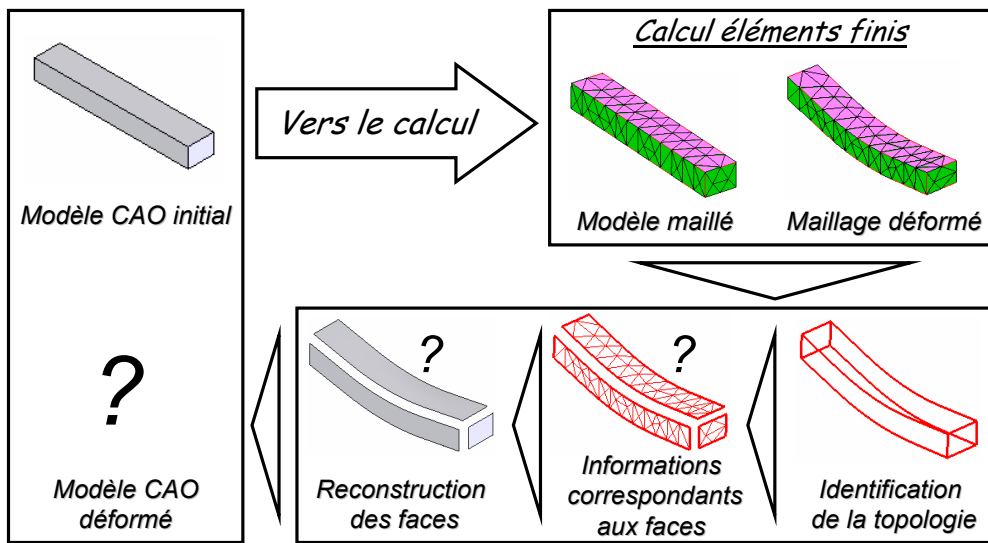 Calcul éléments finis
Vers le calcul
Modèle CAO initial
Modèle maillé
Maillage déformé
?
?
?
Modèle CAO
déformé
Reconstruction
des faces
Informations
correspondants
aux faces
Identification
de la topologie